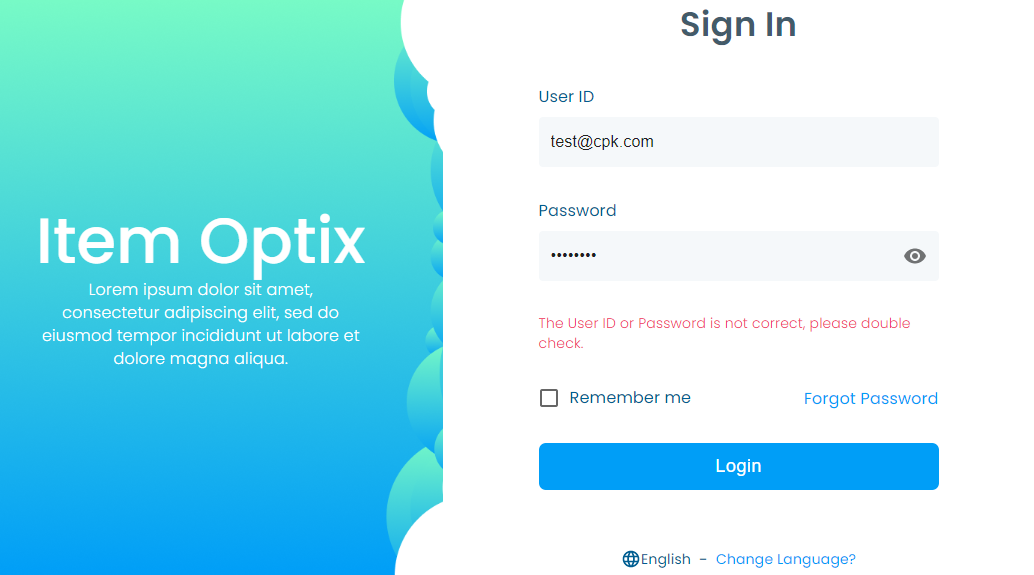 Item Optix
Lorem ipsum dolor sit amet,
consectetur adipiscing elit, sed do
eiusmod tempor incididunt ut labore et
dolore magna aliqua.
Sign In
User ID
test@cpk.com
Password
••••••••
The User ID or Password is not correct, please double
check.
Remember me
Forgot Password
Login
English - Change Language?